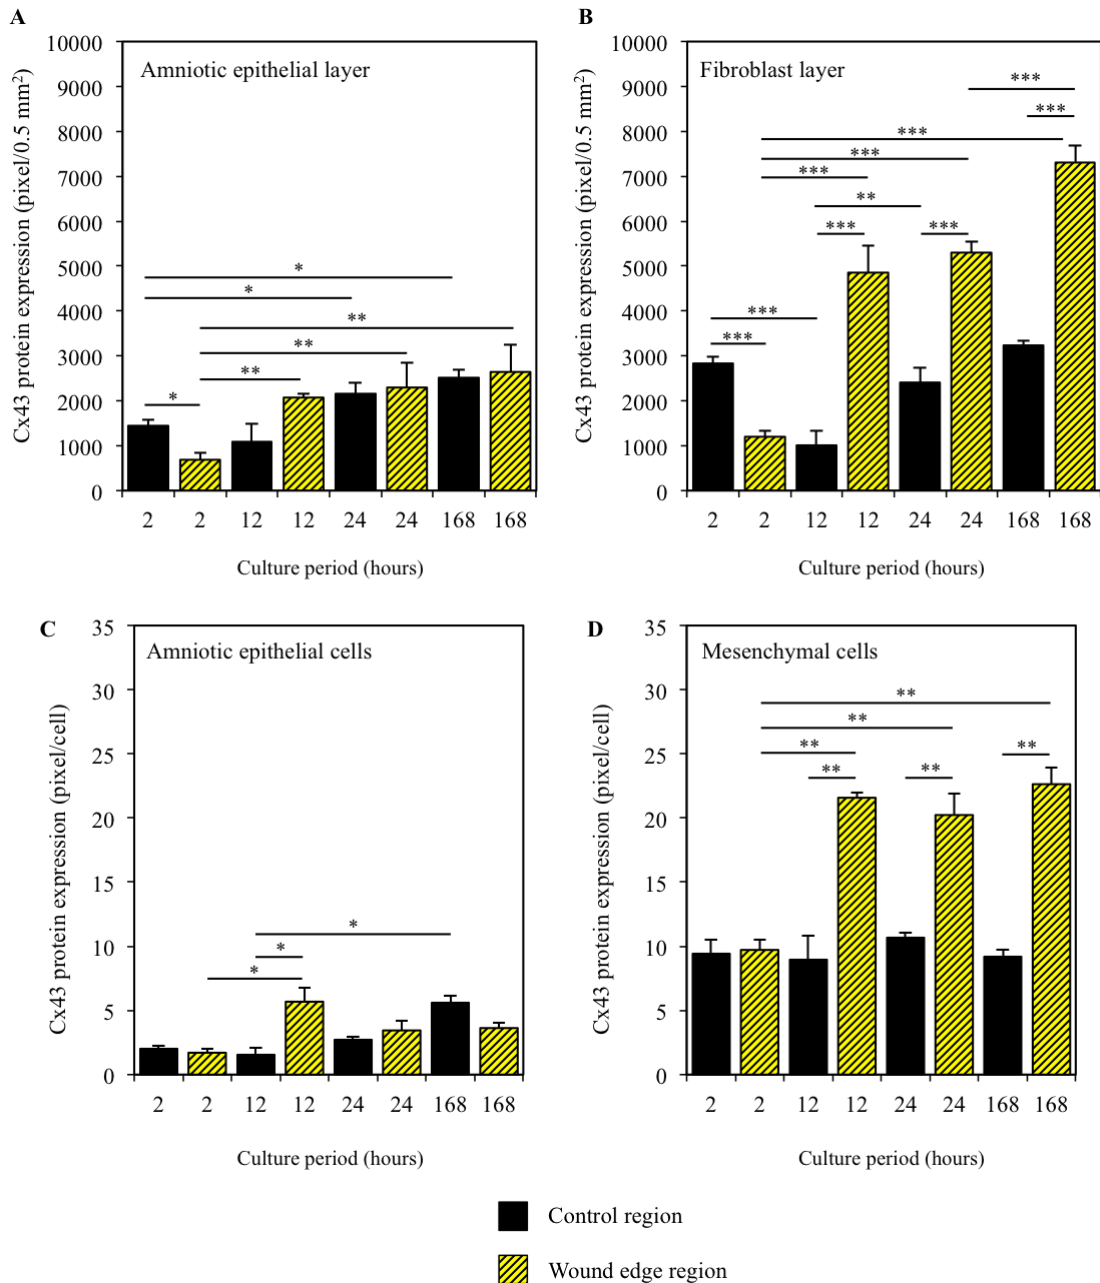 A
Amniotic epithelial layer
Cx43 protein expression (pixel/0.5 mm²)
10000
9000
8000
7000
6000
5000
4000
3000
2000
1000
0
*
*
**
**
**
*
2 2 12 12 24 24 168 168
Culture period (hours)
B
Fibroblast layer
Cx43 protein expression (pixel/0.5 mm²)
10000
9000
8000
7000
6000
5000
4000
3000
2000
1000
0
***
***
***
***
***
**
*** ***
***
***
2 2 12 12 24 24 168 168
Culture period (hours)
C
Amniotic epithelial cells
Cx43 protein expression (pixel/cell)
35
30
25
20
15
10
5
0
*
*
*
2 2 12 12 24 24 168 168
Culture period (hours)
D
Mesenchymal cells
Cx43 protein expression (pixel/cell)
35
30
25
20
15
10
5
0
**
**
** **
** **
2 2 12 12 24 24 168 168
Culture period (hours)
Control region
Wound edge region